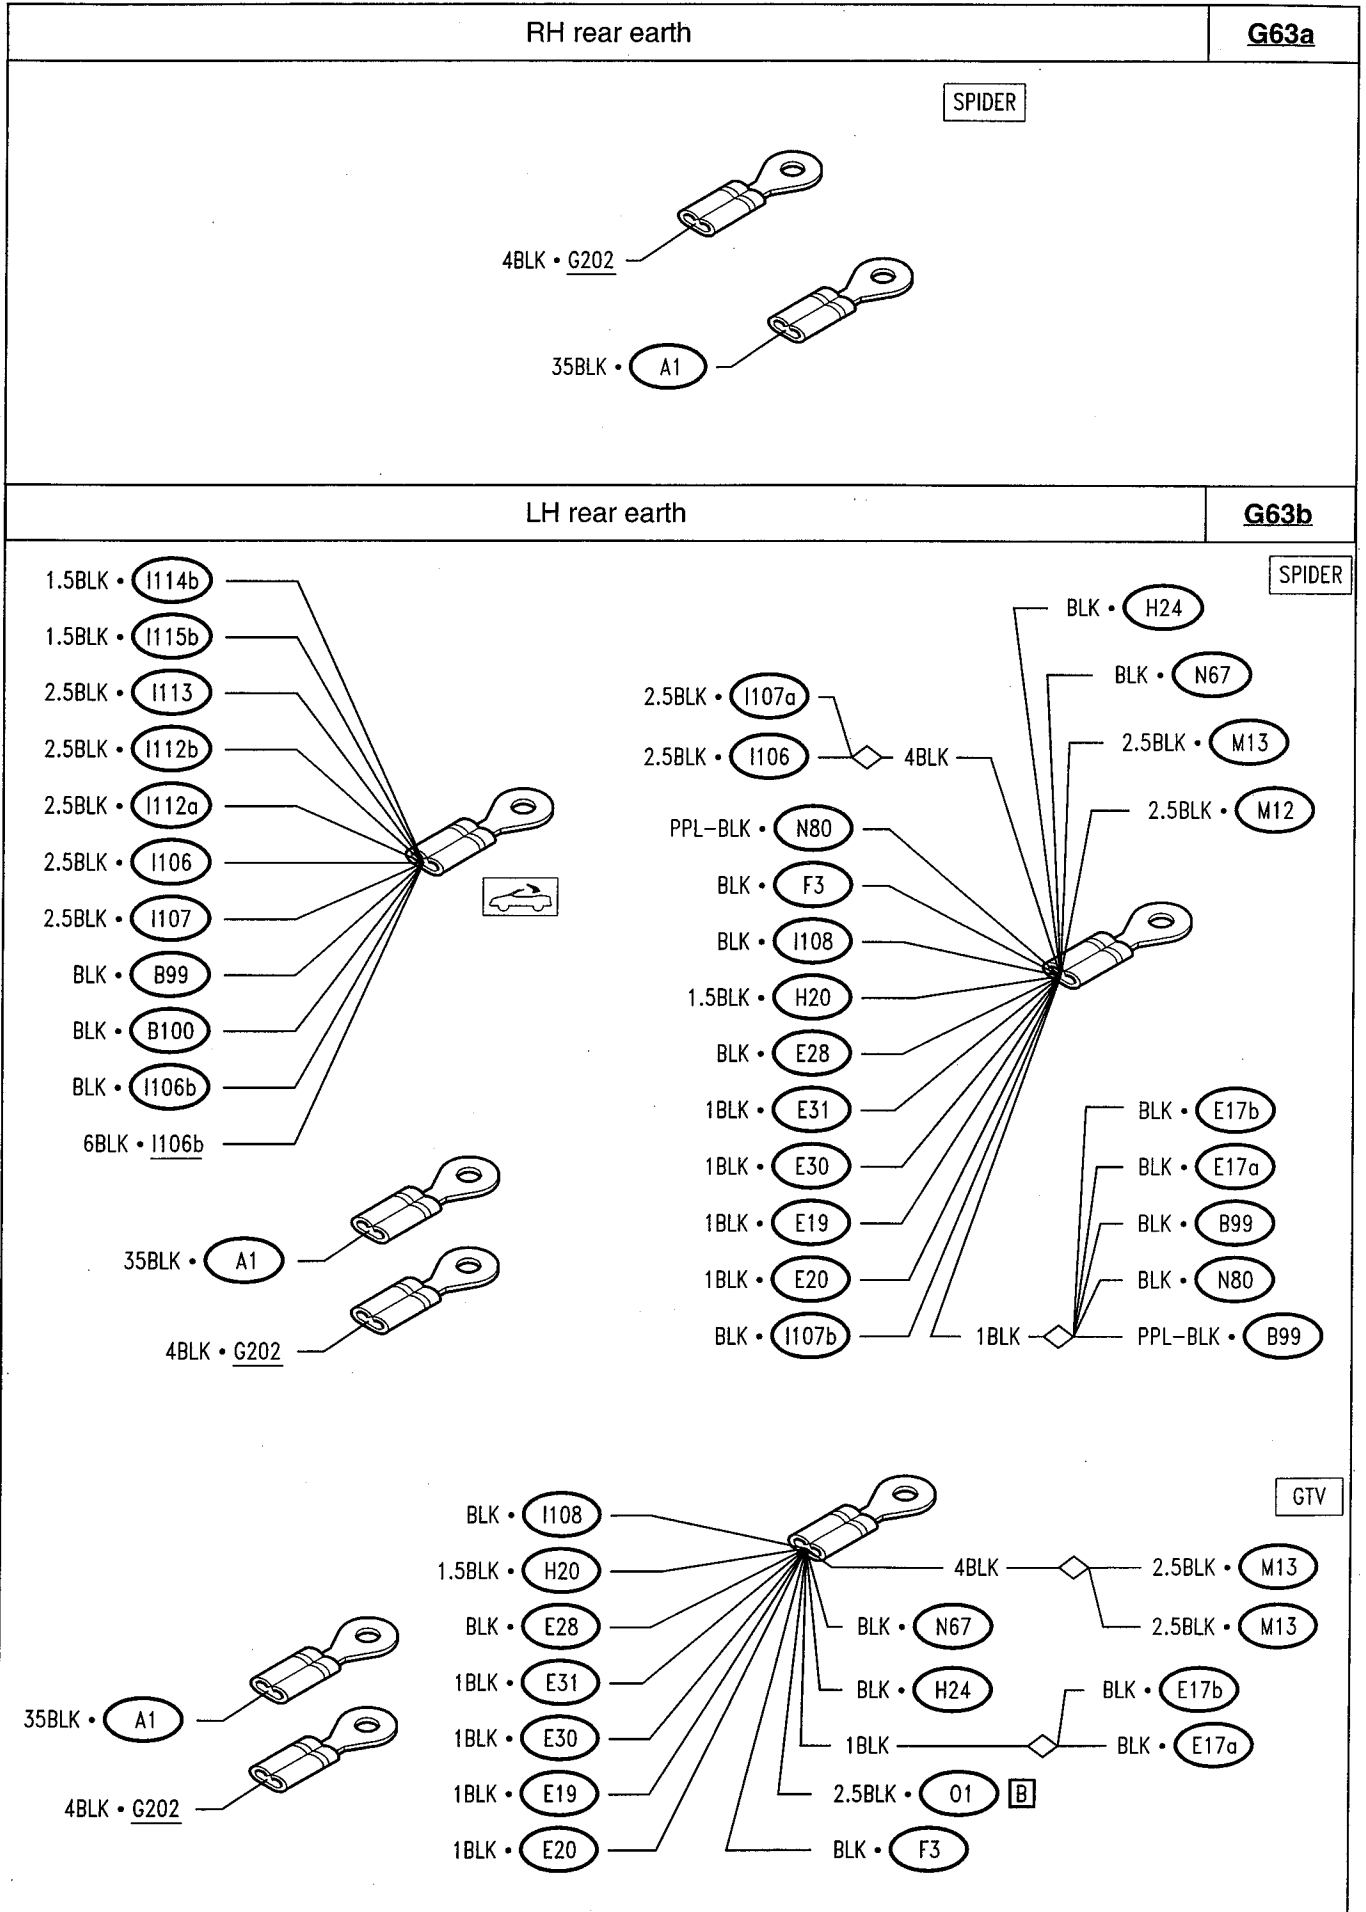 RH rear earth G63a
SPIDER
4BLK • G202
35BLK • A1
LH rear earth G63b
SPIDER
1.5BLK • I114b
1.5BLK • I115b
2.5BLK • I113
2.5BLK • I112b
2.5BLK • I112a
2.5BLK • I106
2.5BLK • I107
BLK • B99
BLK • B100
BLK • I106b
6BLK • I106b
35BLK • A1
4BLK • G202
BLK • H24
BLK • N67
2.5BLK • M13
2.5BLK • M12
2.5BLK • I107a
2.5BLK • I106 4BLK
PPL-BLK • N80
BLK • F3
BLK • I108
1.5BLK • H20
BLK • E28
1BLK • E31
1BLK • E30
1BLK • E19
1BLK • E20
BLK • I107b
BLK • E17b
BLK • E17a
BLK • B99
BLK • N80
1BLK PPL-BLK • B99
GTV
BLK • I108
1.5BLK • H20
BLK • E28
1BLK • E31
1BLK • E30
1BLK • E19
1BLK • E20
35BLK • A1
4BLK • G202
4BLK 2.5BLK • M13
2.5BLK • M13
BLK • N67
BLK • H24
BLK • E17b
1BLK BLK • E17a
2.5BLK • O1 B
BLK • F3